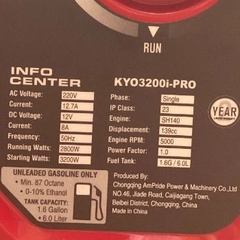 RUN
INFO
CENTER
AC Voltage: 220V
Current: 12.7A
DC Voltage: 12V
Current: 8A
Frequency: 50/60
Running Watts: 2800W
Starting Watts: 3200W
KYO3200i-PRO
Phase: Single
IP Class: 23
Engine: SH140
Displacement: 139cc
Engine RPM: 5000
Power Factor: 1.0
Fuel Tank: 1.6G/ 6.0L
2
YEAR
UNLEADED GASOLINE ONLY
• Min. 87 Octane
• 0-10% Ethanol
TANK CAPACITY:
• 1.6 Gallon
• 6.0 Liter
Produced By:
Chongqing AmPride Power & Machinery Co.,Ltd
NO.46, Jiade Road, Caijiagang Town,
Beibei District, Chongqing, China
Made in China